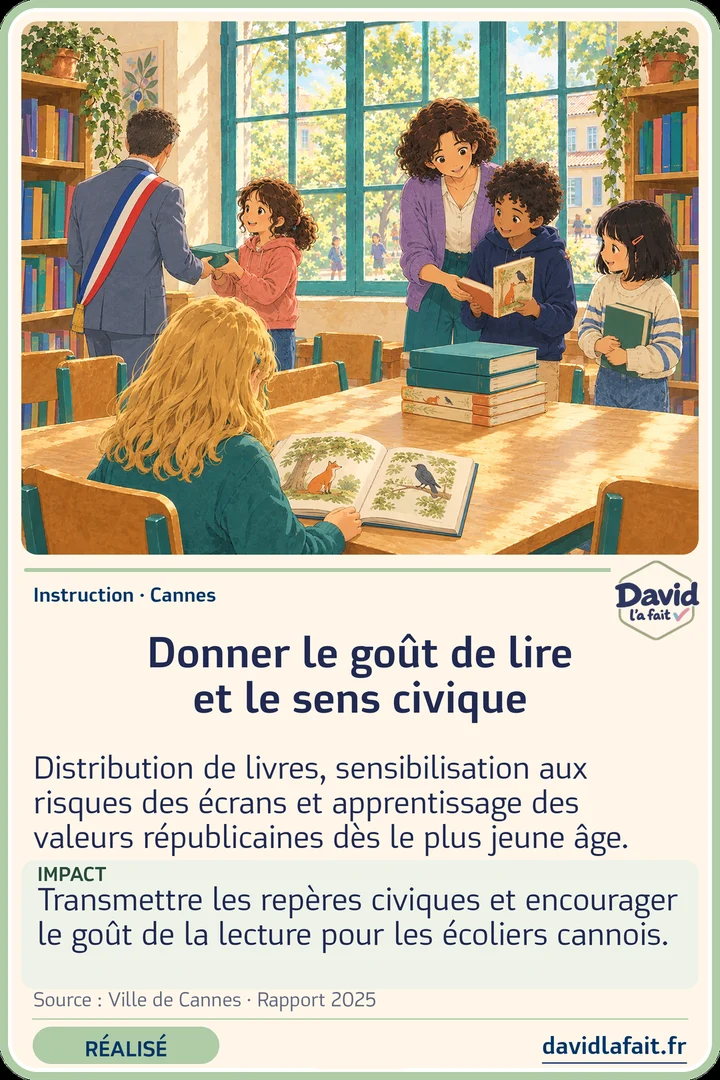 Instruction · Cannes
David
l'a fait
Donner le goût de lire
et le sens civique
Distribution de livres, sensibilisation aux
risques des écrans et apprentissage des
valeurs républicaines dès le plus jeune âge.
IMPACT
Transmettre les repères civiques et encourager
le goût de la lecture pour les écoliers cannois.
Source : Ville de Cannes · Rapport 2025
RÉALISÉ
davidlafait.fr